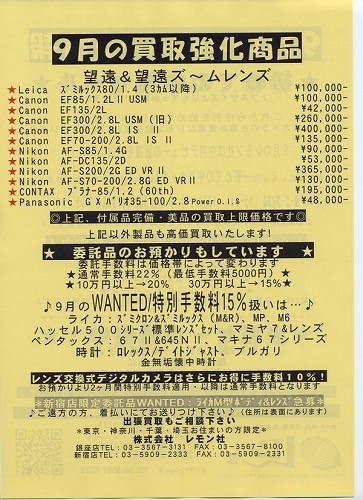 9月の買取強化商品
望遠＆望遠ズ～ムレンズ
★Leica ｽﾞﾐﾙｯｸｽ80/1.4 (3ｶﾑ以降) ¥100,000-
★Canon EF85/1.2LⅡ USM ¥100,000-
★Canon EF135/2L ¥42,000-
★Canon EF300/2.8L USM (旧) ¥260,000-
★Canon EF300/2.8L IS Ⅱ ¥400,000-
★Canon EF70-200/2.8L IS Ⅱ ¥135,000-
★Nikon AF-S85/1.4G ¥90,000-
★Nikon AF-DC135/2D ¥53,000-
★Nikon AF-S200/2G ED VRⅡ ¥365,000-
★Nikon AF-S70-200/2.8G ED VRⅡ ¥130,000-
★CONTAX ﾌﾟﾗﾅｰ85/1.2 (60th) ¥195,000-
★Panasonic G X ﾊﾞﾘｵ35-100/2.8 Power O.I.S ¥48,000-
◎上記、付属品完備・美品の買取上限価格です◎
上記以外製品も高価買取いたします!
★ 委託品のお預かりもしています ★
委託手数料は価格帯によって変わります
★通常手数料22％ (最低手数料5000円)
★10万円以上→20％ 30万円以上→15％★
♪9月のWANTED/特別手数料15％扱いは…♪
ライカ：ｽﾞﾐｸﾛﾝ&ｽﾞﾐﾙｯｸｽ (M&R)、MP、M6
ハッセル５００シリーズ標準レンズセット、マミヤ7&レンズ
ペンタックス：６７Ⅱ&645NⅡ、マキナ67シリーズ
時計：ロレックス/デイトジャスト、ブルガリ
金無垢懐中時計
レンズ交換式デジタルカメラはさらにお得に手数料10％!
お預かりより2ヶ月間特別手数料適用・以降は通常手数料となります
*新宿店限定委託品WANTED：ﾗｲｶM型ﾎﾞﾃﾞｨ&ﾚﾝｽﾞ急募*
♪ご遠方の方、着払いにてお送り下さい♪ (住所は表面にあります)
出張買取もご相談下さい
*東京・神奈川・千葉・埼玉お住まいの方限定*
株式会社 レモン社
銀座店TEL：03-3567-3131 FAX：03-3567-8100
新宿店TEL：03-5909-2333 FAX：03-5909-2334